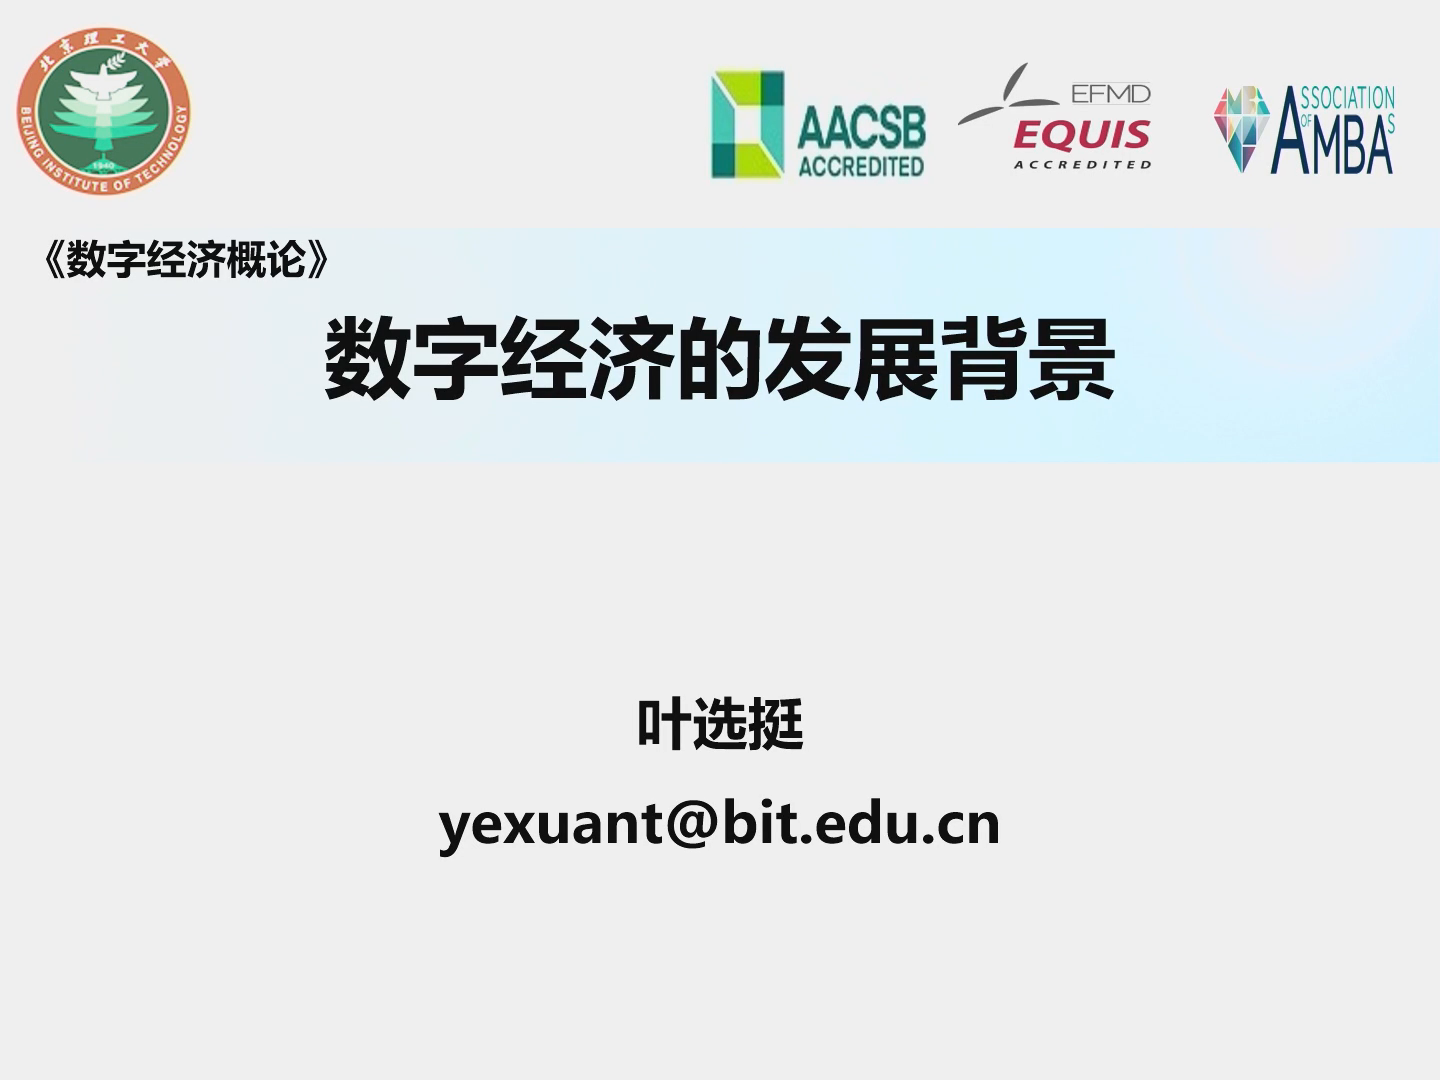 北京理工大学
BEIJING INSTITUTE OF TECHNOLOGY
1940
AACSB
ACCREDITED
EFMD
EQUIS
ACCREDITED
ASSOCIATION
OF
AMBAS
《数字经济概论》
数字经济的发展背景
叶选挺
yexuant@bit.edu.cn